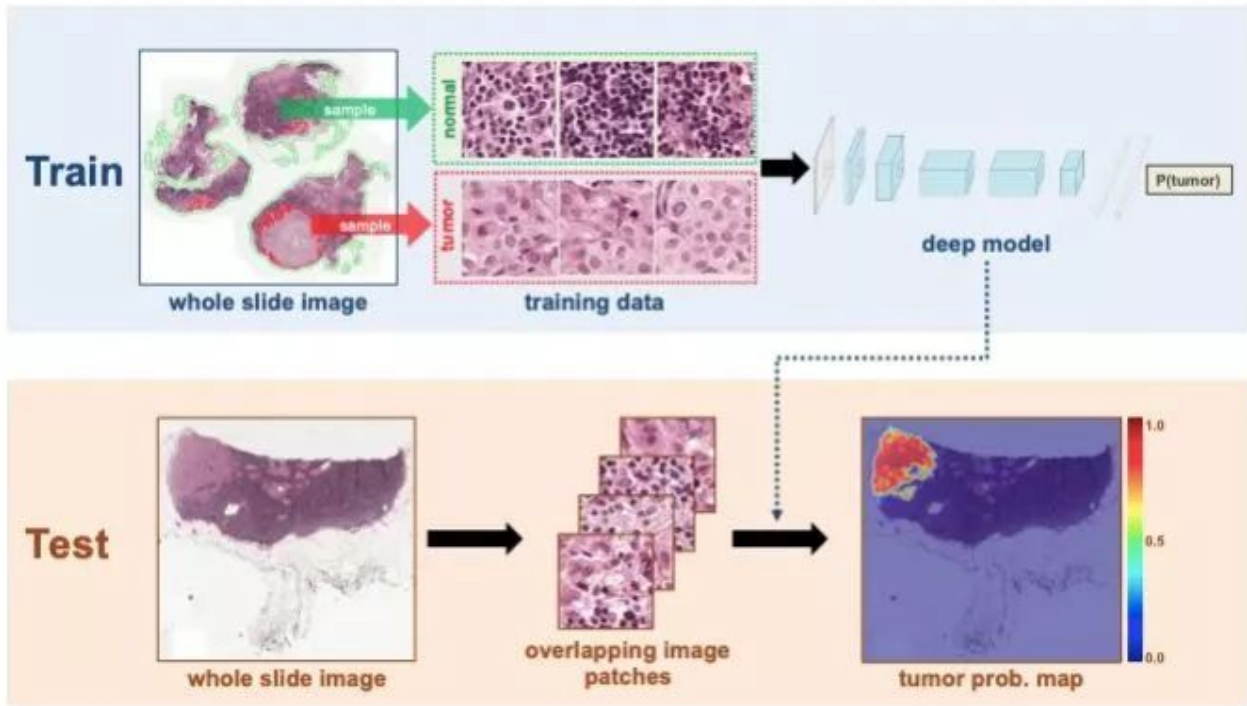 Train
sample
sample
normal
tumor
whole slide image
training data
deep model
P(tumor)
Test
whole slide image
overlapping image
patches
tumor prob. map
1.0
0.5
0.0